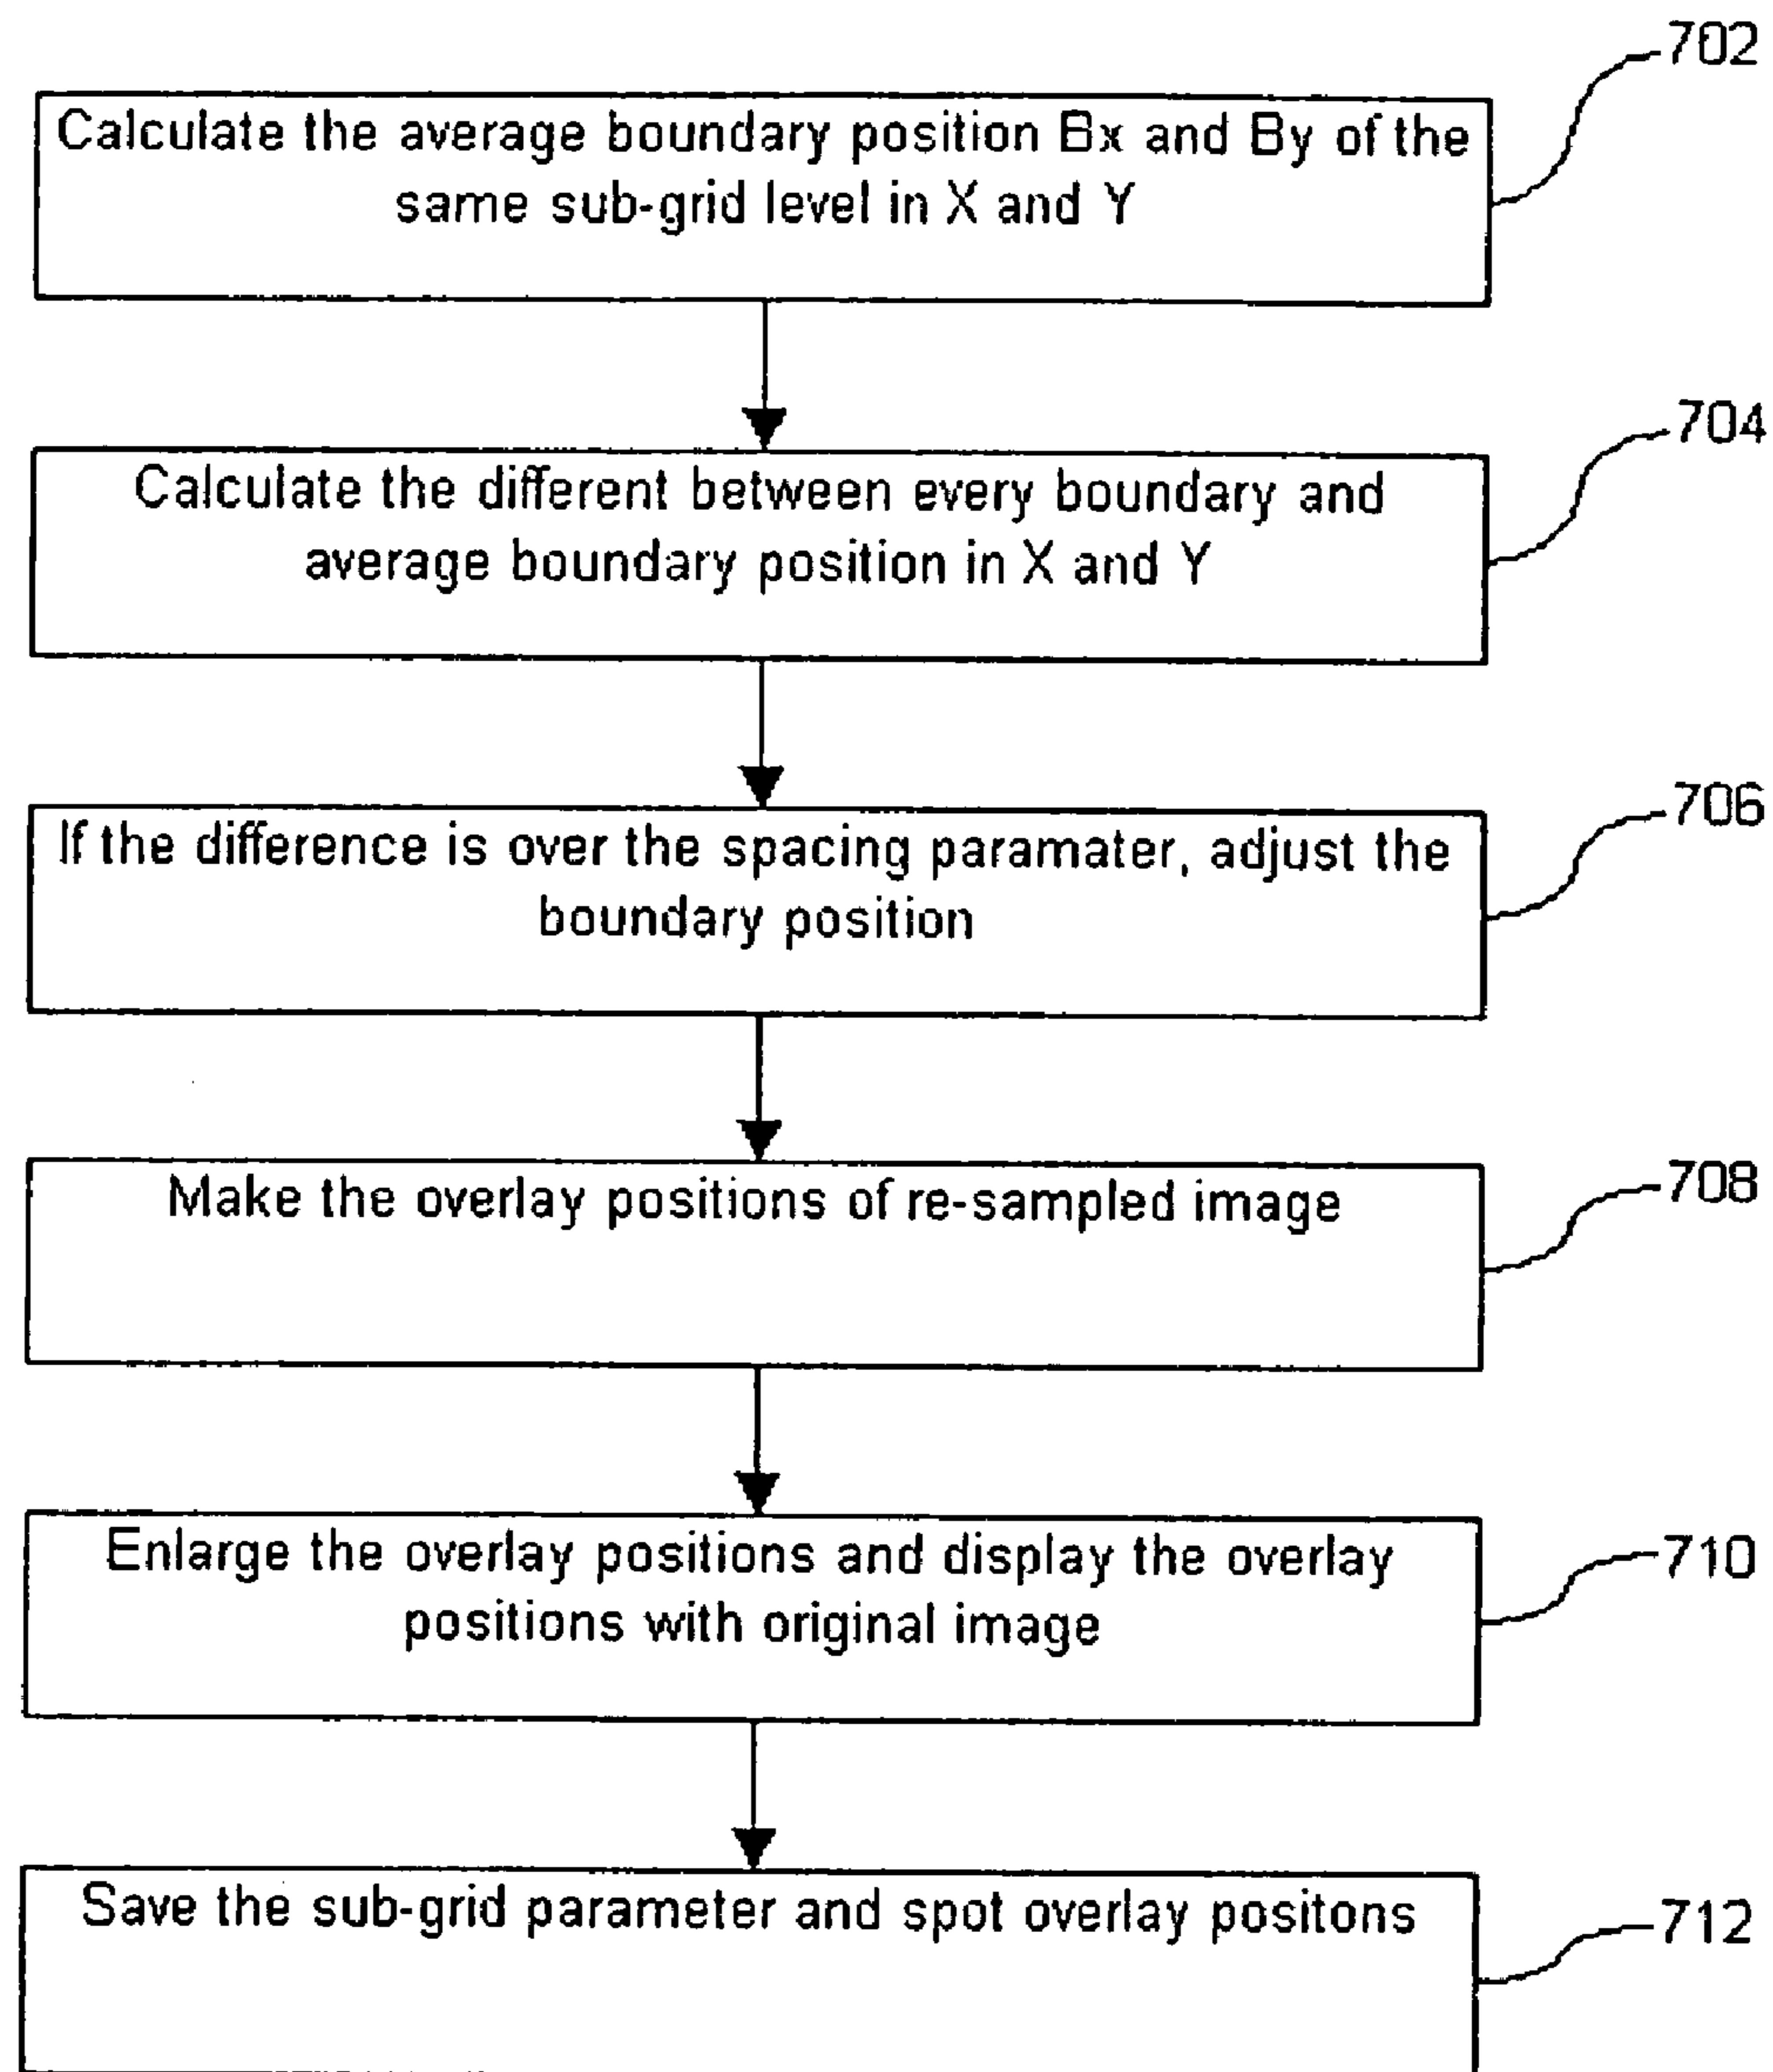 702
Calculate the average boundary position Bx and By of the
same sub-grid level in X and Y
704
Calculate the different between every boundary and
average boundary position in X and Y
706
If the difference is over the spacing paramater, adjust the
boundary position
708
Make the overlay positions of re-sampled image
710
Enlarge the overlay positions and display the overlay
positions with original image
712
Save the sub-grid parameter and spot overlay positons